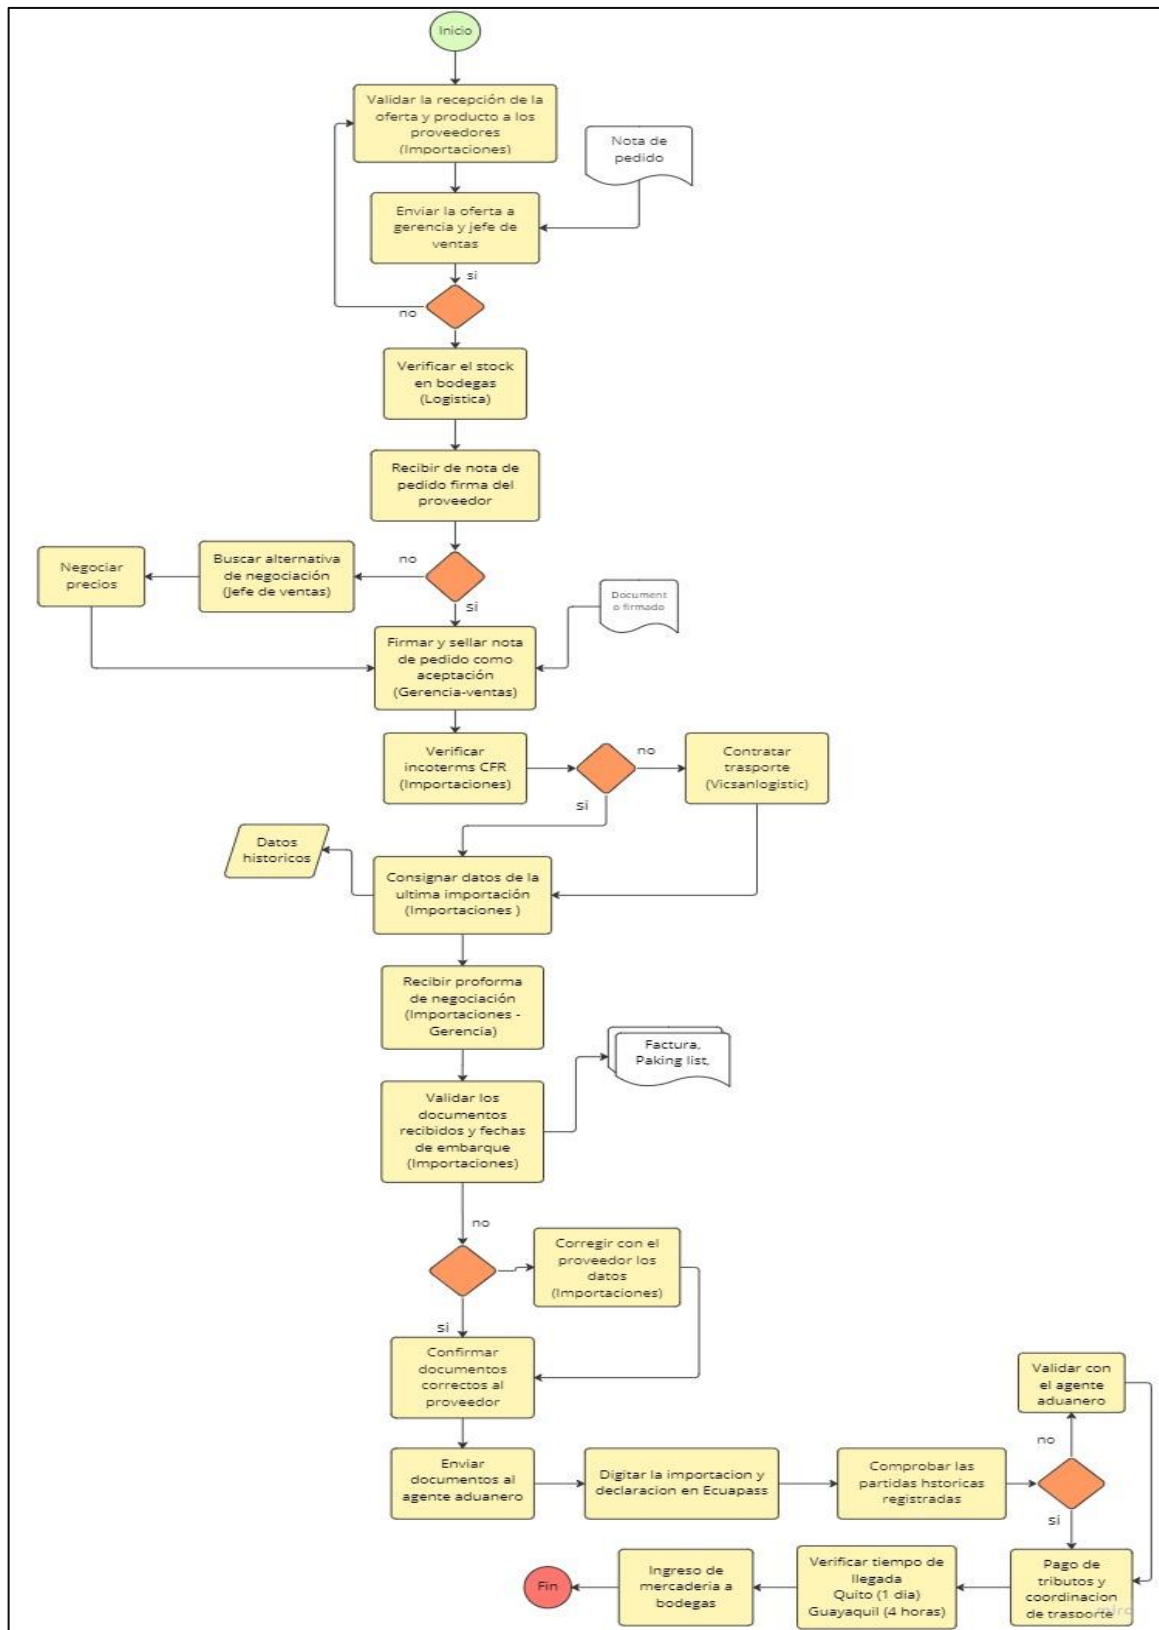 Inicio
Validar la recepción de la
oferta y producto a los
proveedores
(Importaciones)
Nota de
pedido
Enviar la oferta a
gerencia y jefe de
ventas
si
no
Verificar el stock
en bodegas
(Logistica)
Recibir de nota de
pedido firma del
proveedor
no
si
Buscar alternativa
de negociación
(Jefe de ventas)
Negociar
precios
Document
o firmado
Firmar y sellar nota
de pedido como
aceptación
(Gerencia-ventas)
Verificar
incoterms CFR
(Importaciones)
no
si
Contratar
trasporte
(Vicsanlogistic)
Datos
historicos
Consignar datos de la
ultima importación
(Importaciones )
Recibir proforma
de negociación
(Importaciones -
Gerencia)
Factura,
Paking list,
Validar los
documentos
recibidos y fechas
de embarque
(Importaciones)
no
Corregir con el
proveedor los
datos
(Importaciones)
si
Confirmar
documentos
correctos al
proveedor
Validar con
el agente
aduanero
no
Enviar
documentos al
agente aduanero
Digitar la importacion y
declaracion en Ecuapass
Comprobar las
partidas hstoricas
registradas
si
Pago de
tributos y
coordinacion
de trasporte
Verificar tiempo de
llegada
Quito (1 dia)
Guayaquil (4 horas)
Ingreso de
mercaderia a
bodegas
Fin
miro